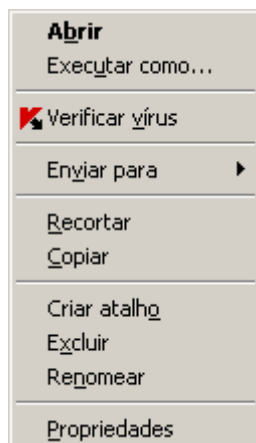 Abrir
Executar como...
Verificar vírus
Enviar para
Recortar
Copiar
Criar atalho
Excluir
Renomear
Propriedades